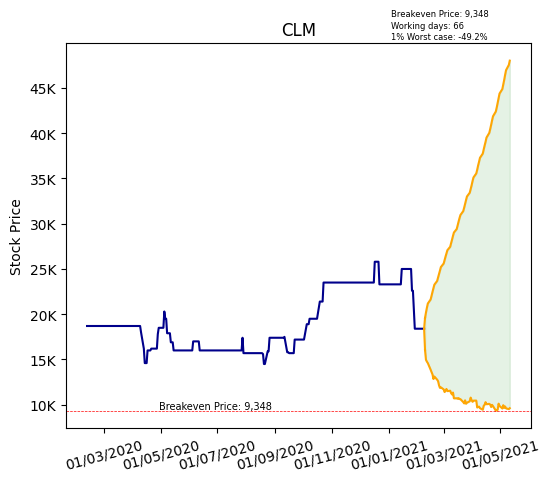 Breakeven Price: 9,348
Working days: 66
1% Worst case: -49.2%
CLM
Stock Price
45K
40K
35K
30K
25K
20K
15K
10K
Breakeven Price: 9,348
01/03/2020
01/05/2020
01/07/2020
01/09/2020
01/11/2020
01/01/2021
01/03/2021
01/05/2021